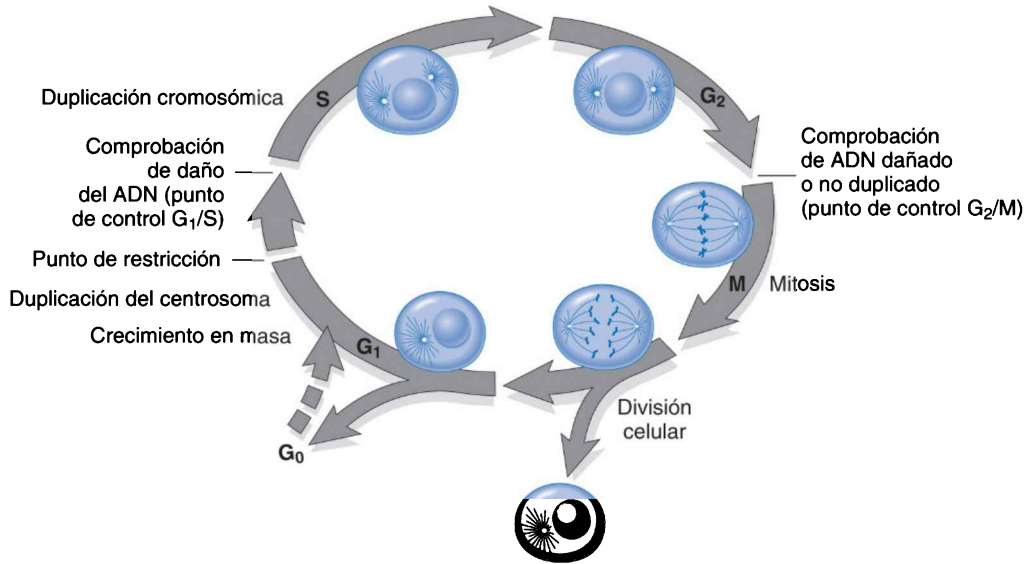 S
G2
Duplicación cromosómica
Comprobación
de daño
del ADN (punto
de control G1/S)
Comprobación
de ADN dañado
o no duplicado
(punto de control G2/M)
Punto de restricción
Duplicación del centrosoma
Crecimiento en masa
M
Mitosis
G1
G0
División
celular